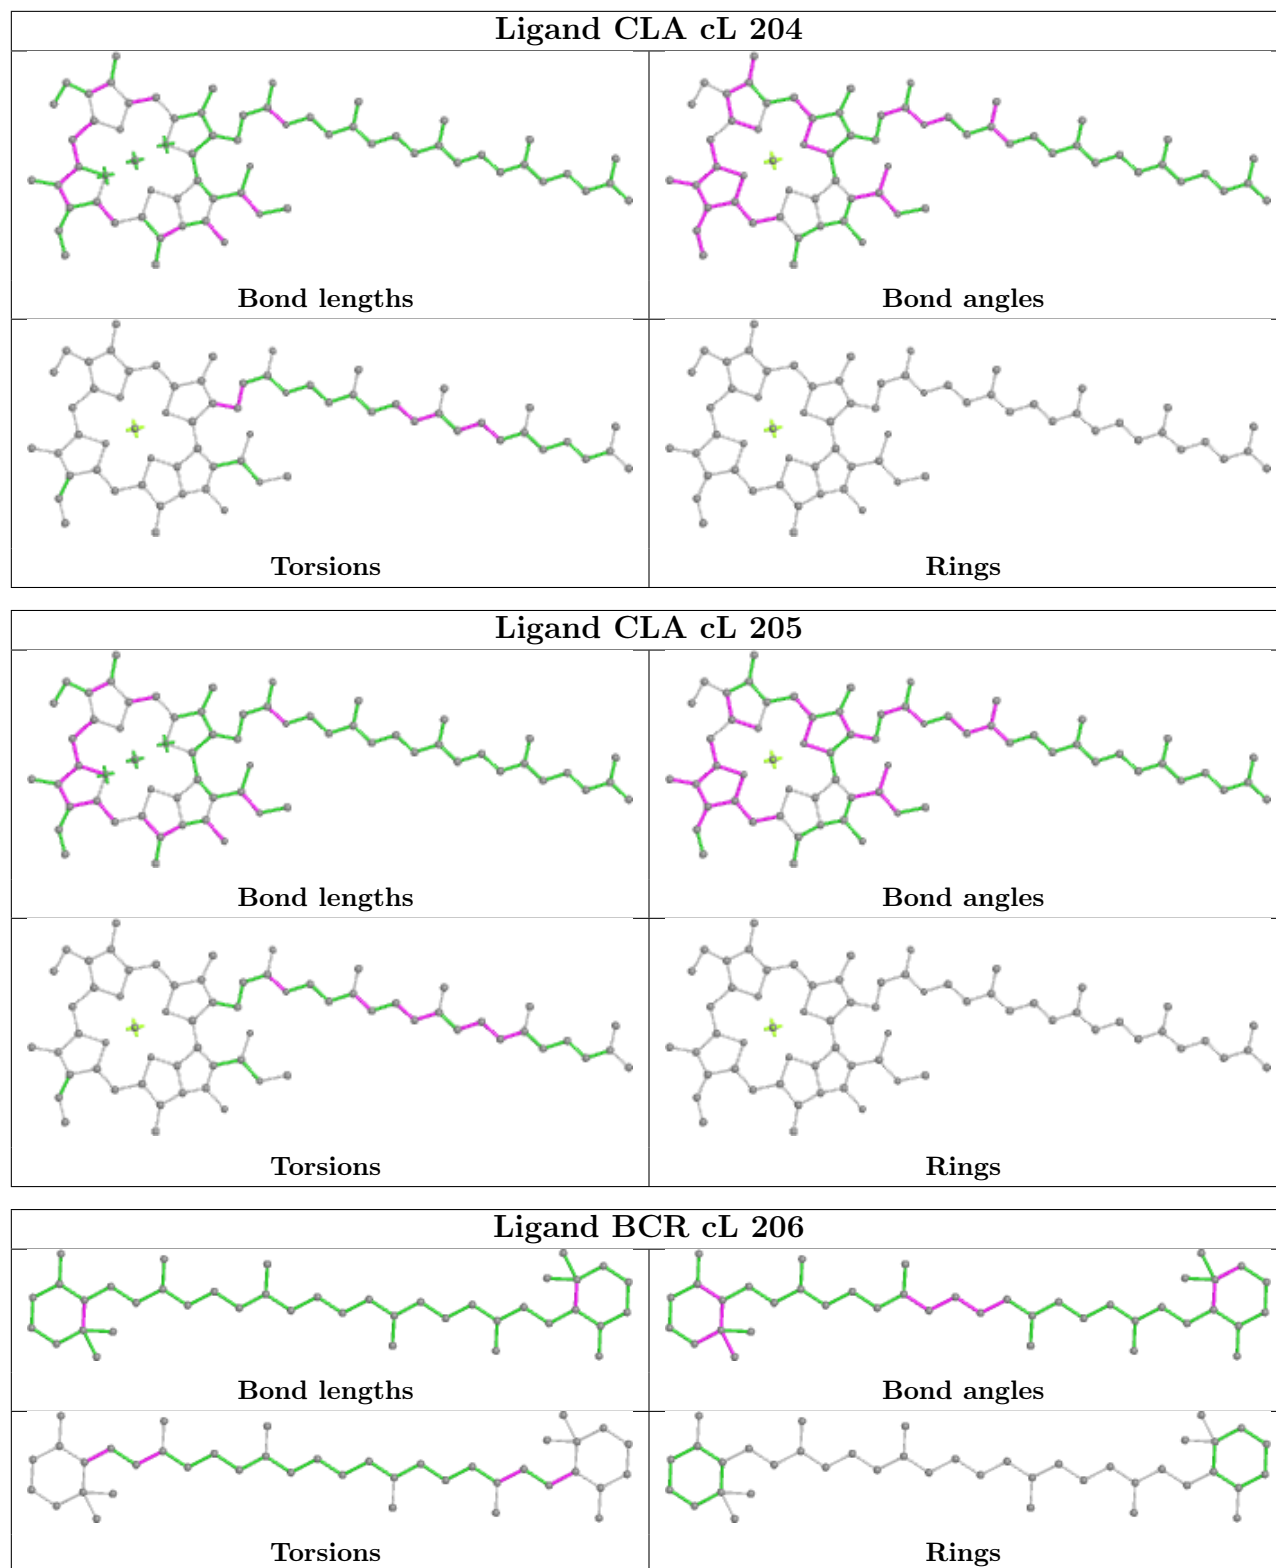 Ligand CLA cL 204
Bond lengths
Bond angles
Torsions
Rings
Ligand CLA cL 205
Bond lengths
Bond angles
Torsions
Rings
Ligand BCR cL 206
Bond lengths
Bond angles
Torsions
Rings